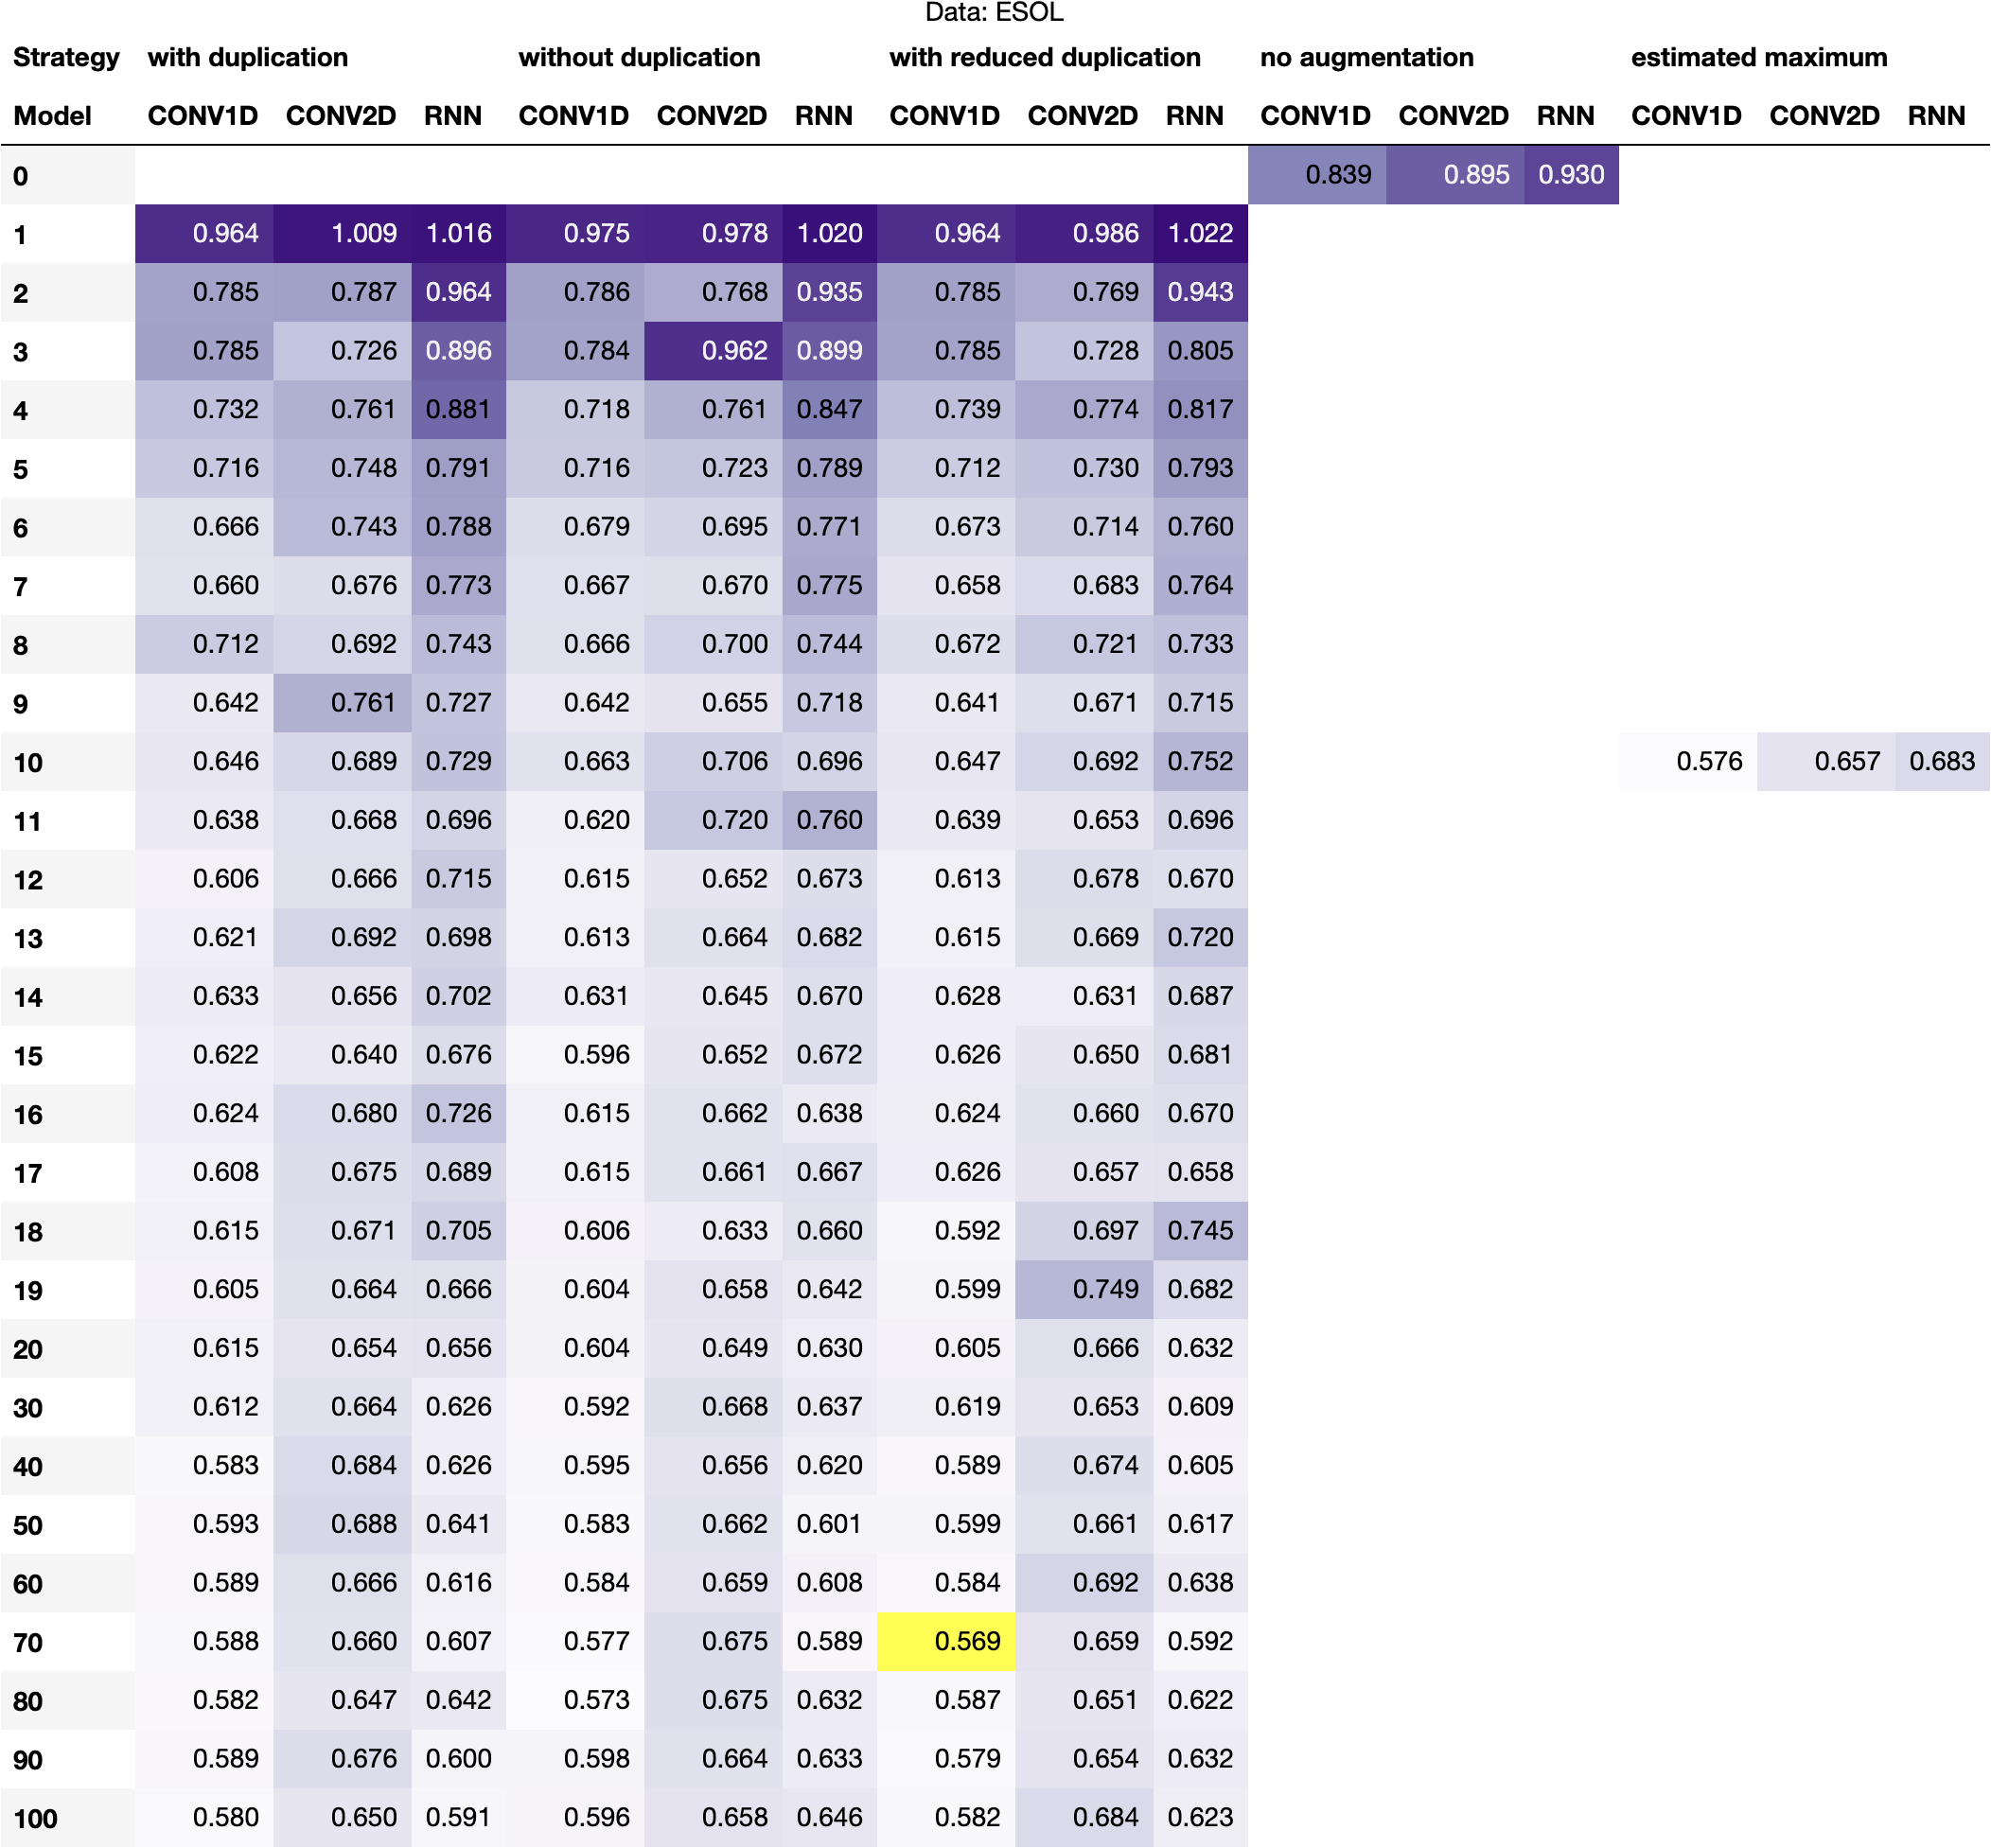 Data: ESOL
Strategy with duplication without duplication with reduced duplication no augmentation estimated maximum
Model CONV1D CONV2D RNN CONV1D CONV2D RNN CONV1D CONV2D RNN CONV1D CONV2D RNN CONV1D CONV2D RNN
0 0.839 0.895 0.930
1 0.964 1.009 1.016 0.975 0.978 1.020 0.964 0.986 1.022
2 0.785 0.787 0.964 0.786 0.768 0.935 0.785 0.769 0.943
3 0.785 0.726 0.896 0.784 0.962 0.899 0.785 0.728 0.805
4 0.732 0.761 0.881 0.718 0.761 0.847 0.739 0.774 0.817
5 0.716 0.748 0.791 0.716 0.723 0.789 0.712 0.730 0.793
6 0.666 0.743 0.788 0.679 0.695 0.771 0.673 0.714 0.760
7 0.660 0.676 0.773 0.667 0.670 0.775 0.658 0.683 0.764
8 0.712 0.692 0.743 0.666 0.700 0.744 0.672 0.721 0.733
9 0.642 0.761 0.727 0.642 0.655 0.718 0.641 0.671 0.715
10 0.646 0.689 0.729 0.663 0.706 0.696 0.647 0.692 0.752 0.576 0.657 0.683
11 0.638 0.668 0.696 0.620 0.720 0.760 0.639 0.653 0.696
12 0.606 0.666 0.715 0.615 0.652 0.673 0.613 0.678 0.670
13 0.621 0.692 0.698 0.613 0.664 0.682 0.615 0.669 0.720
14 0.633 0.656 0.702 0.631 0.645 0.670 0.628 0.631 0.687
15 0.622 0.640 0.676 0.596 0.652 0.672 0.626 0.650 0.681
16 0.624 0.680 0.726 0.615 0.662 0.638 0.624 0.660 0.670
17 0.608 0.675 0.689 0.615 0.661 0.667 0.626 0.657 0.658
18 0.615 0.671 0.705 0.606 0.633 0.660 0.592 0.697 0.745
19 0.605 0.664 0.666 0.604 0.658 0.642 0.599 0.749 0.682
20 0.615 0.654 0.656 0.604 0.649 0.630 0.605 0.666 0.632
30 0.612 0.664 0.626 0.592 0.668 0.637 0.619 0.653 0.609
40 0.583 0.684 0.626 0.595 0.656 0.620 0.589 0.674 0.605
50 0.593 0.688 0.641 0.583 0.662 0.601 0.599 0.661 0.617
60 0.589 0.666 0.616 0.584 0.659 0.608 0.584 0.692 0.638
70 0.588 0.660 0.607 0.577 0.675 0.589 0.569 0.659 0.592
80 0.582 0.647 0.642 0.573 0.675 0.632 0.587 0.651 0.622
90 0.589 0.676 0.600 0.598 0.664 0.633 0.579 0.654 0.632
100 0.580 0.650 0.591 0.596 0.658 0.646 0.582 0.684 0.623